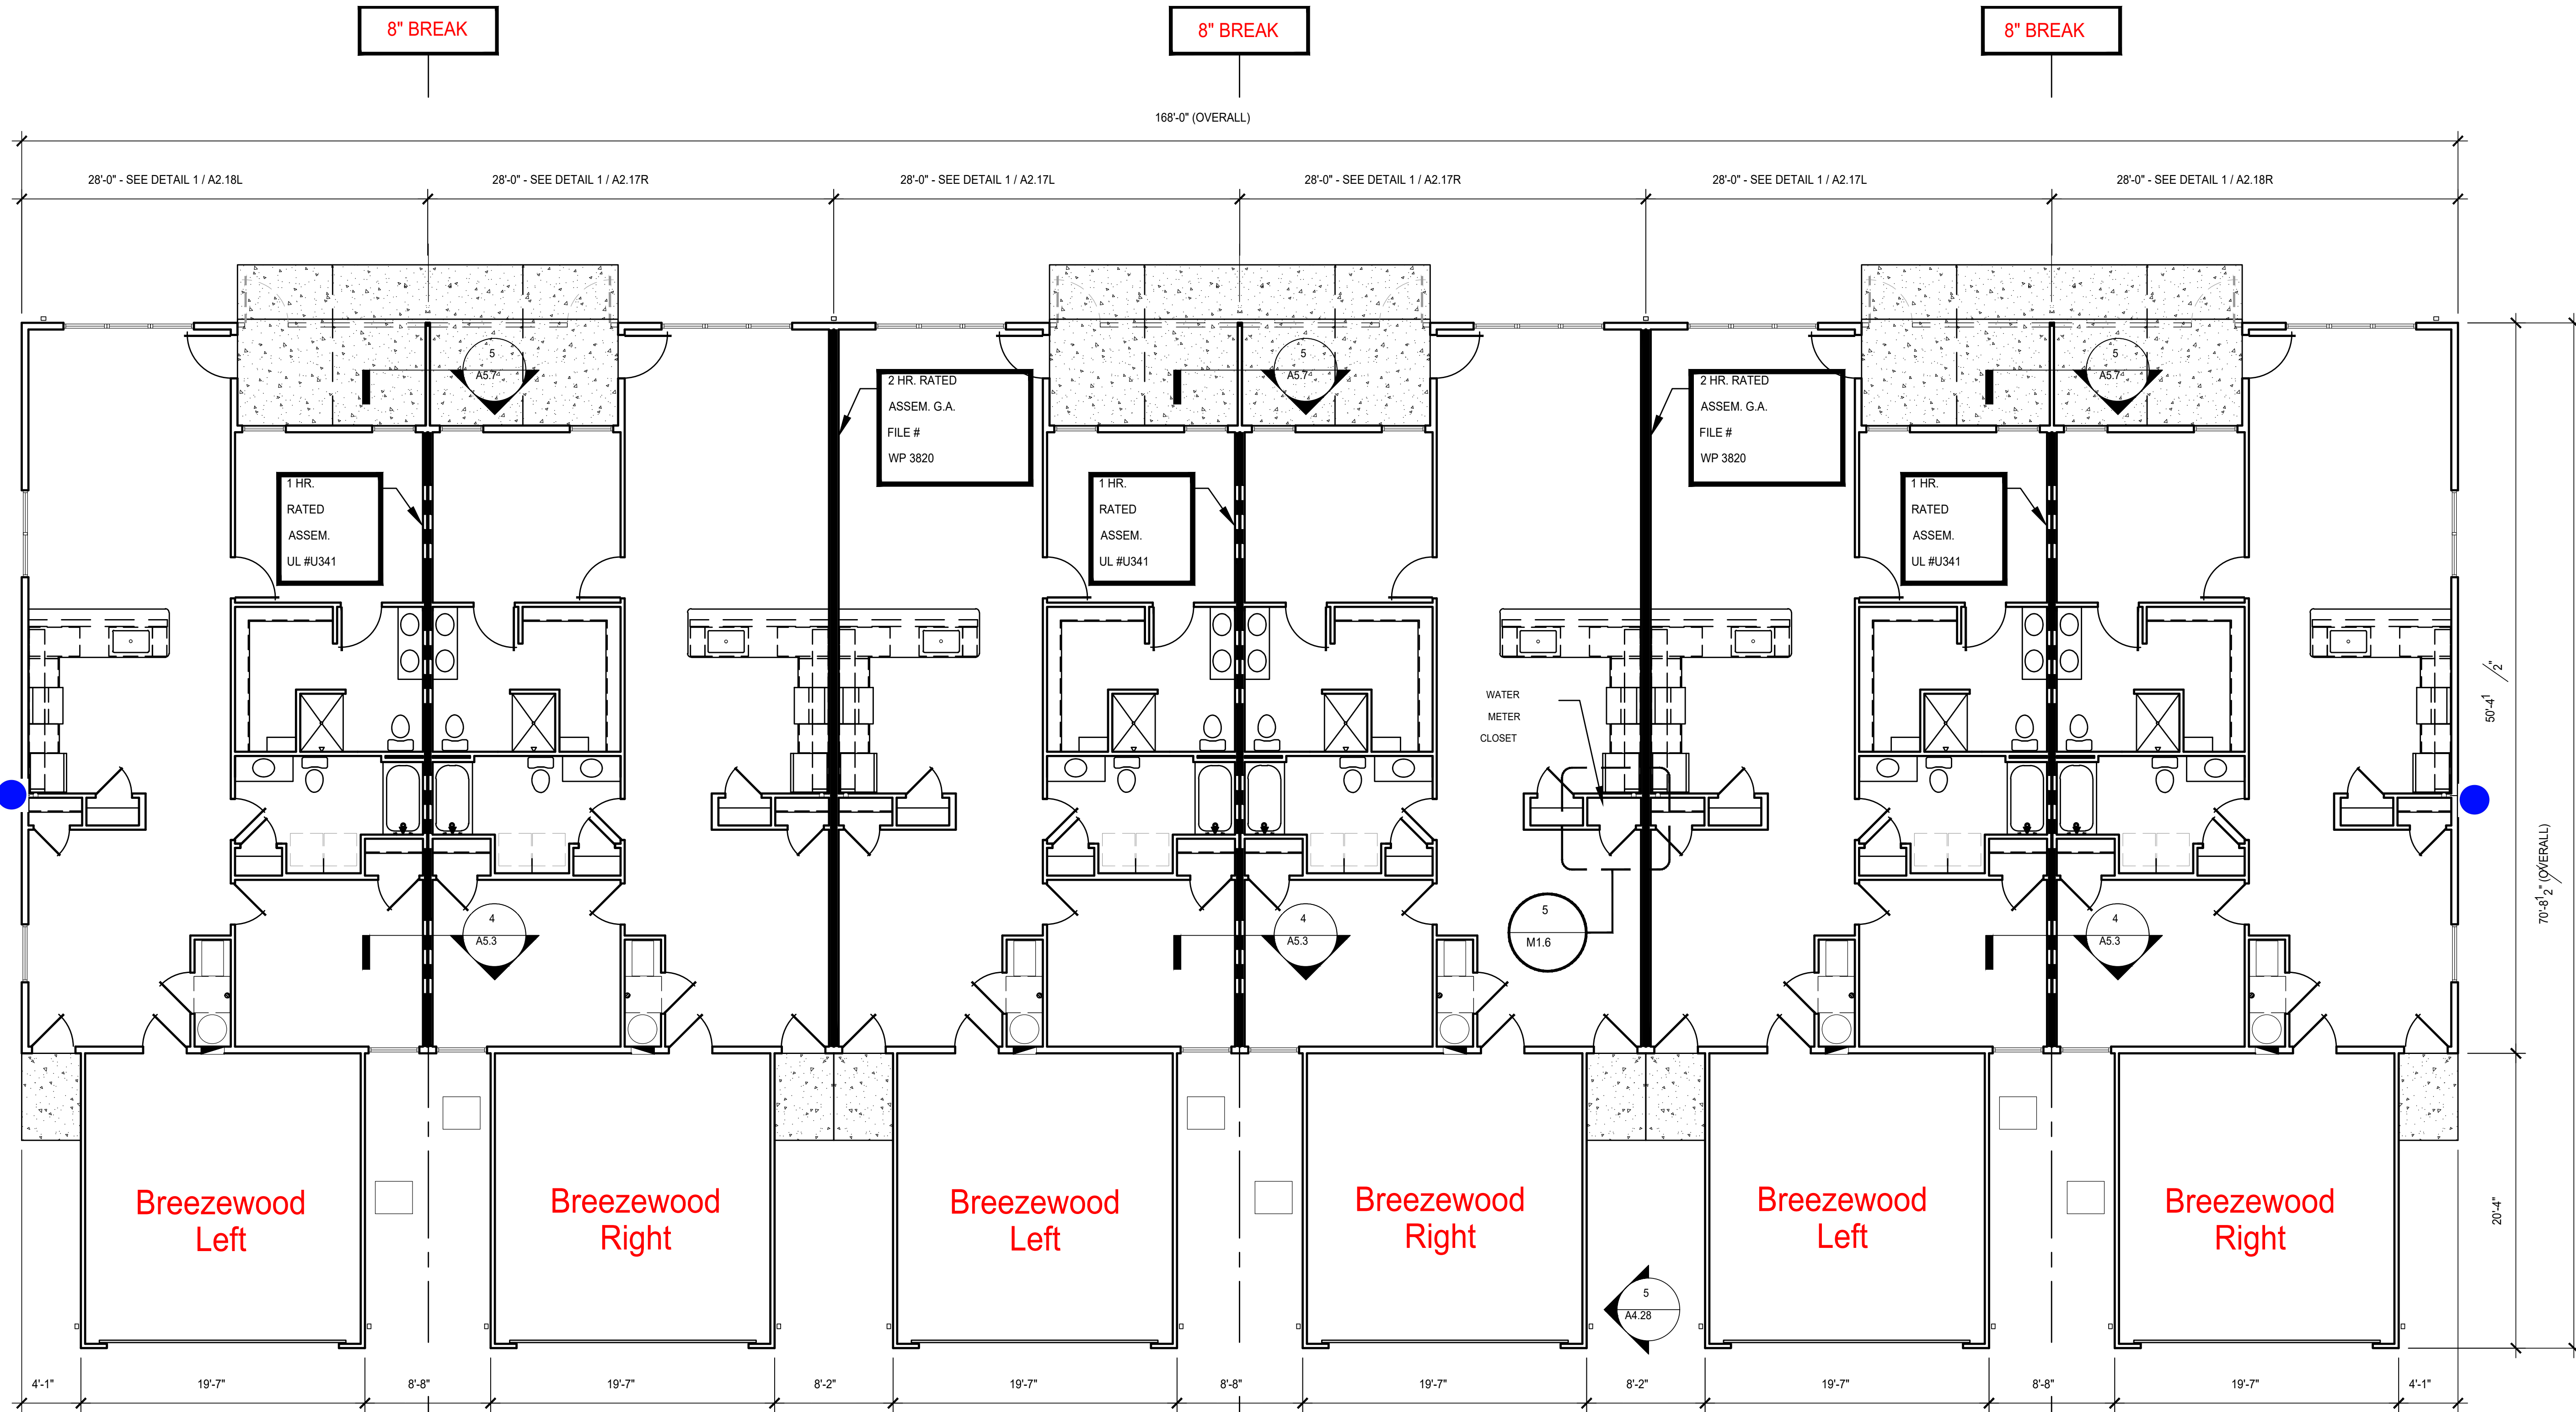 8" BREAK
8" BREAK
8" BREAK
168'-0" (OVERALL)
28'-0" - SEE DETAIL 1 / A2.18L
28'-0" - SEE DETAIL 1 / A2.17R
28'-0" - SEE DETAIL 1 / A2.17L
28'-0" - SEE DETAIL 1 / A2.17R
28'-0" - SEE DETAIL 1 / A2.17L
28'-0" - SEE DETAIL 1 / A2.18R
5
A5.7
5
A5.7
5
A5.7
2 HR. RATED
ASSEM. G.A.
FILE #
WP 3820
2 HR. RATED
ASSEM. G.A.
FILE #
WP 3820
1 HR.
RATED
ASSEM.
UL #U341
1 HR.
RATED
ASSEM.
UL #U341
1 HR.
RATED
ASSEM.
UL #U341
WATER
METER
CLOSET
50'-4 1/2"
70'-8 1/2" (OVERALL)
20'-4"
4
A5.3
4
A5.3
5
M1.6
4
A5.3
Breezewood
Left
Breezewood
Right
Breezewood
Left
Breezewood
Right
Breezewood
Left
Breezewood
Right
5
A4.28
4'-1"
19'-7"
8'-8"
19'-7"
8'-2"
19'-7"
8'-8"
19'-7"
8'-2"
19'-7"
8'-8"
19'-7"
4'-1"